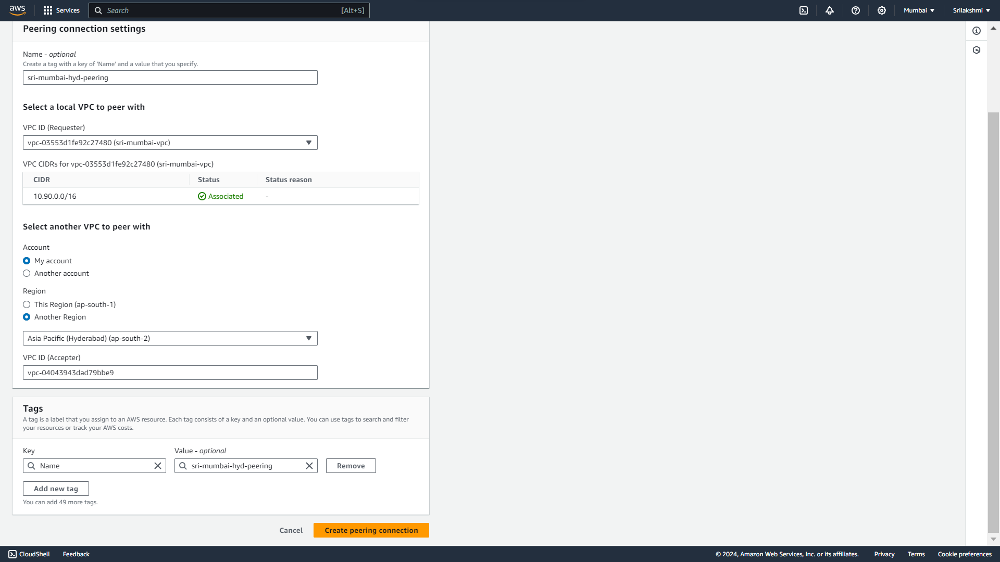 aws Services Search [Alt+S] Mumbai Srilakshmi
Peering connection settings
Name - optional
Create a tag with a key of 'Name' and a value that you specify.
sri-mumbai-hyd-peering
Select a local VPC to peer with
VPC ID (Requester)
vpc-03553d1fe92c27480 (sri-mumbai-vpc)
VPC CIDRs for vpc-03553d1fe92c27480 (sri-mumbai-vpc)
CIDR Status Status reason
10.90.0.0/16 Associated -
Select another VPC to peer with
Account
My account
Another account
Region
This Region (ap-south-1)
Another Region
Asia Pacific (Hyderabad) (ap-south-2)
VPC ID (Accepter)
vpc-04043943dad79bbe9
Tags
A tag is a label that you assign to an AWS resource. Each tag consists of a key and an optional value. You can use tags to search and filter
your resources or track your AWS costs.
Key Value - optional
Name sri-mumbai-hyd-peering Remove
Add new tag
You can add 49 more tags.
Cancel Create peering connection
CloudShell Feedback © 2024, Amazon Web Services, Inc. or its affiliates. Privacy Terms Cookie preferences